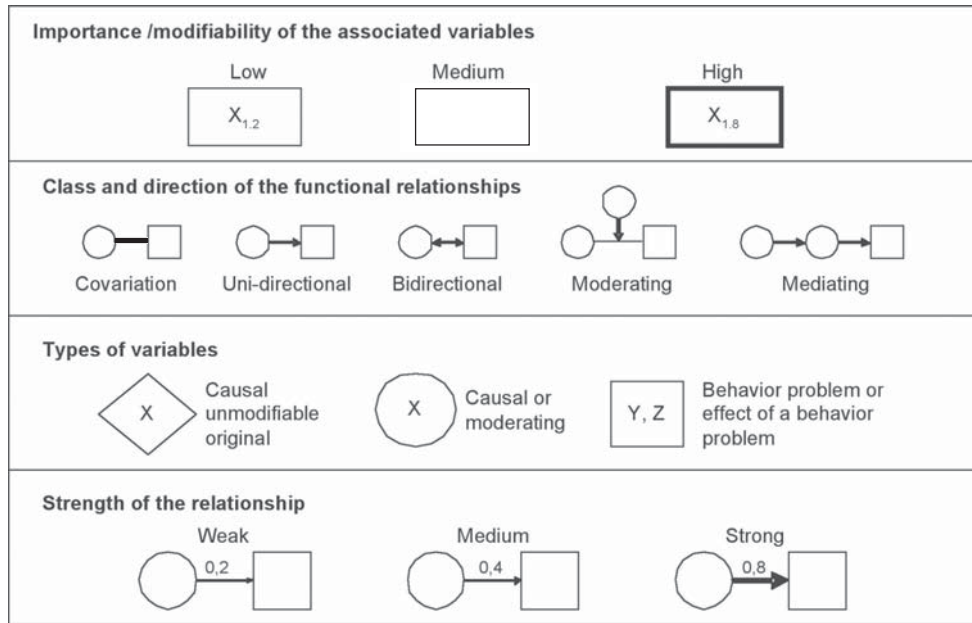 Importance /modifiability of the associated variables
Low Medium High
X1.2 X1.8
Class and direction of the functional relationships
Covariation Uni-directional Bidirectional Moderating Mediating
Types of variables
X Causal unmodifiable original
X Causal or moderating
Y, Z Behavior problem or effect of a behavior problem
Strength of the relationship
Weak Medium Strong
0,2 0,4 0,8